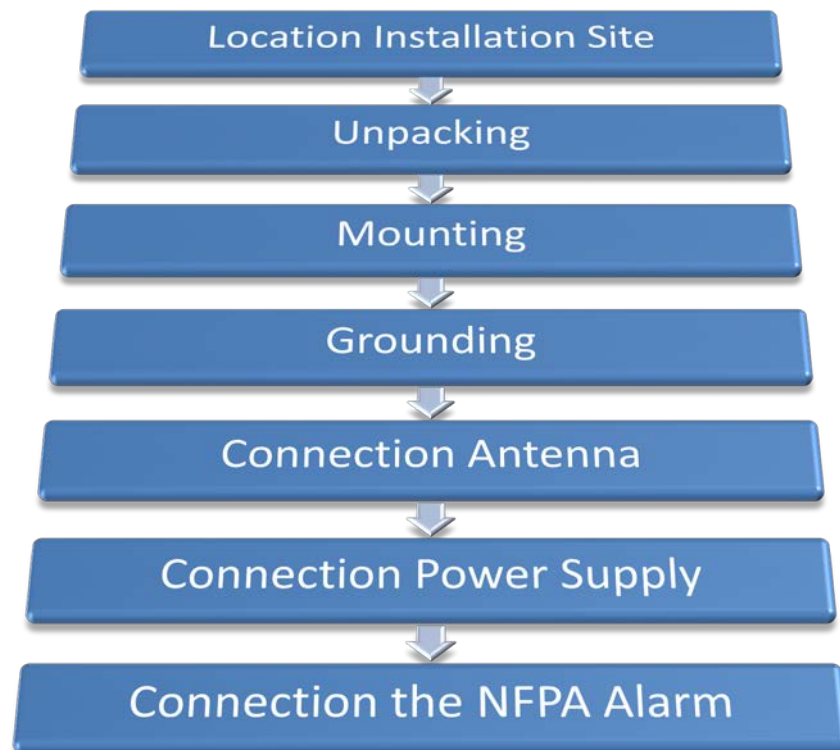 Location Installation Site
Unpacking
Mounting
Grounding
Connection Antenna
Connection Power Supply
Connection the NFPA Alarm